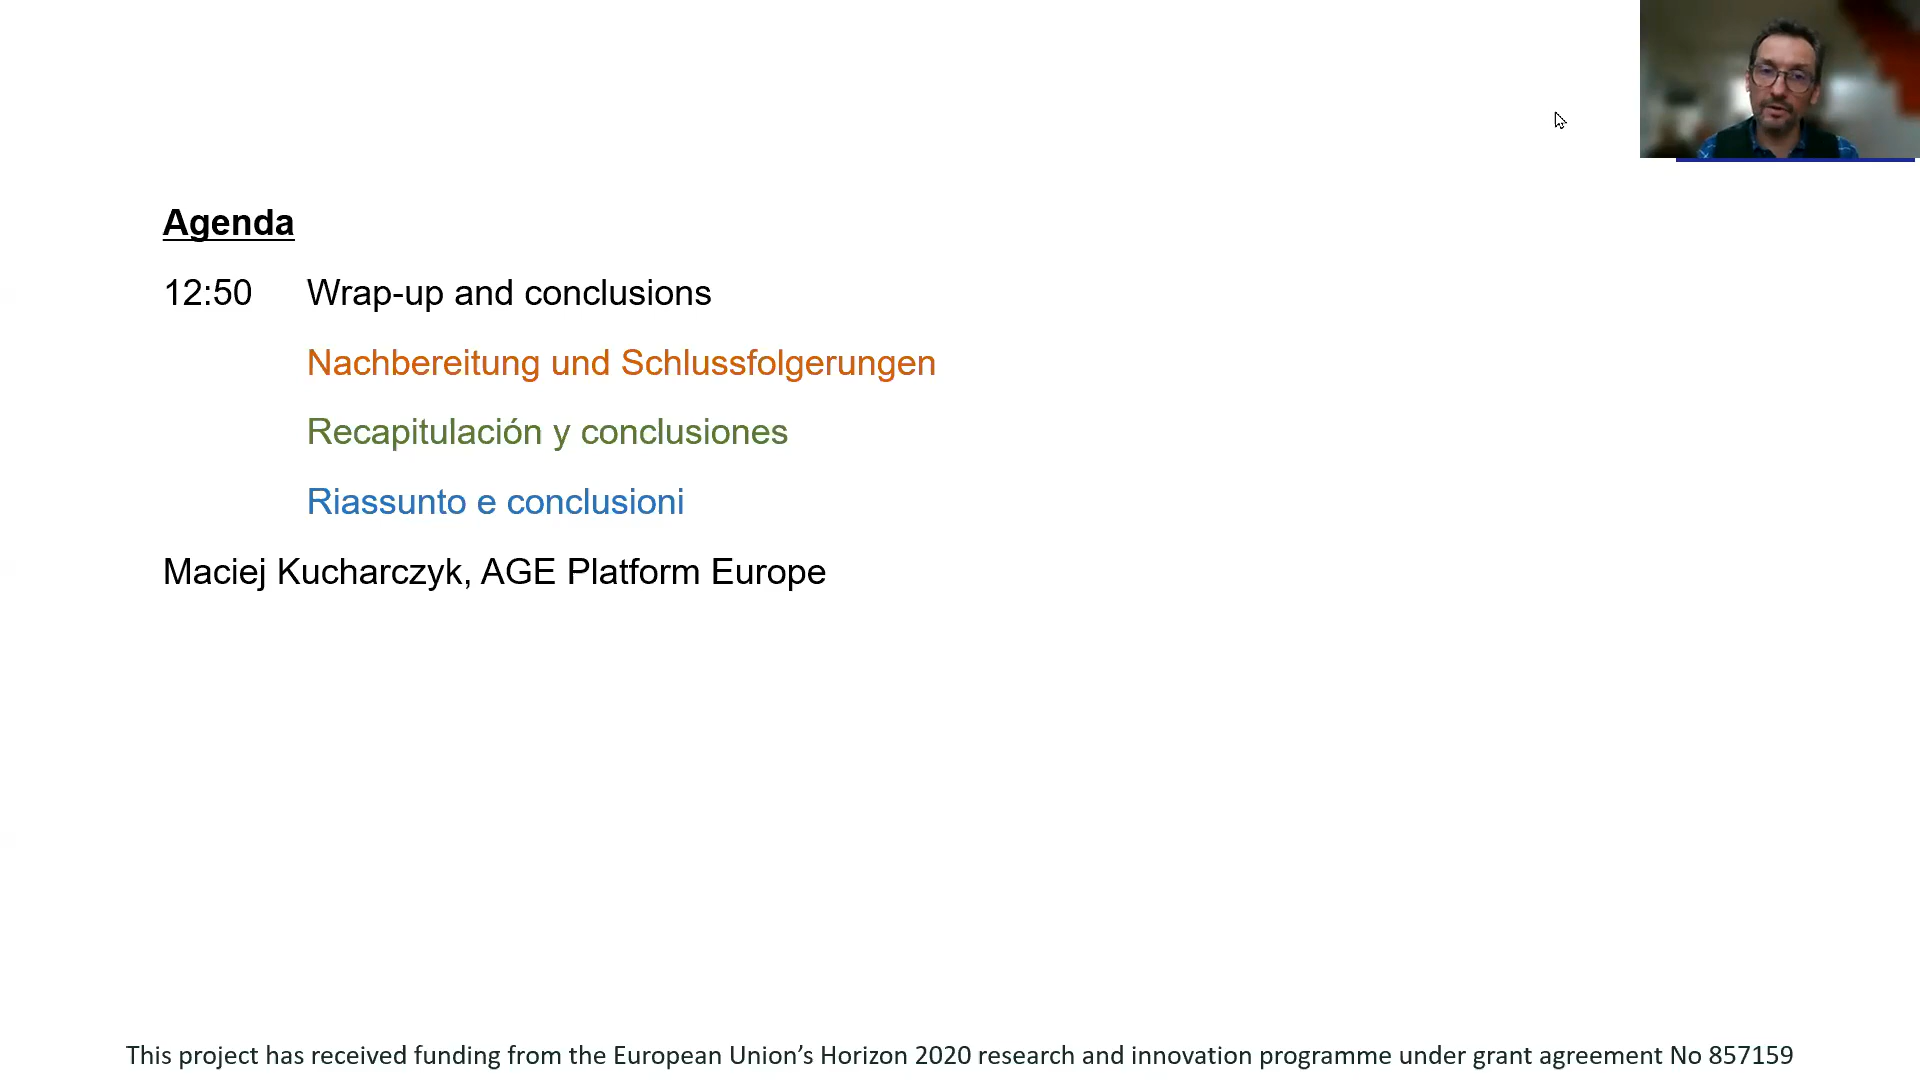 Agenda
12:50 Wrap-up and conclusions
Nachbereitung und Schlussfolgerungen
Recapitulación y conclusiones
Riassunto e conclusioni
Maciej Kucharczyk, AGE Platform Europe
This project has received funding from the European Union’s Horizon 2020 research and innovation programme under grant agreement No 857159